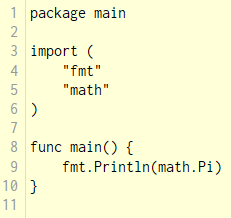 1 package main
2
3 import (
4     "fmt"
5     "math"
6 )
7
8 func main() {
9     fmt.Println(math.Pi)
10 }
11